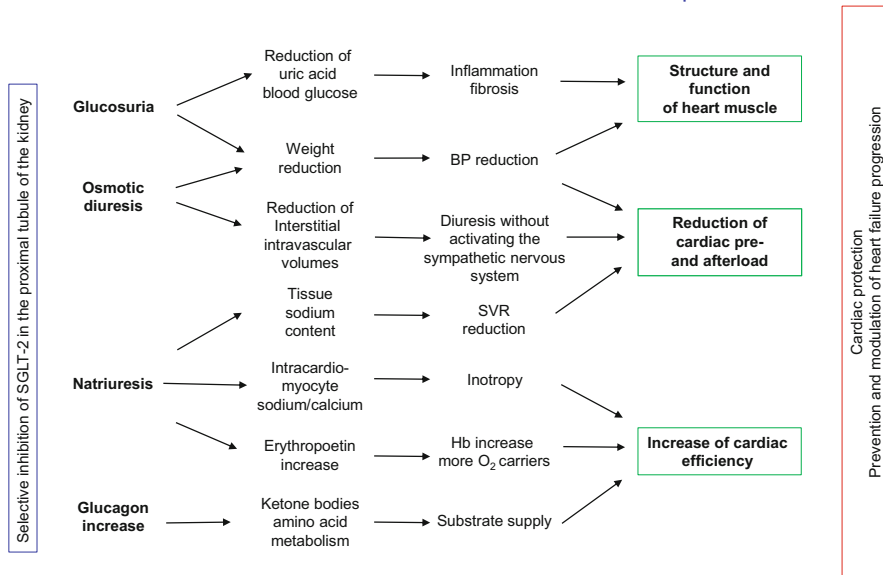 Selective inhibition of SGLT-2 in the proximal tubule of the kidney
Glucosuria
Osmotic
diuresis
Natriuresis
Glucagon
increase
Reduction of
uric acid
blood glucose
Weight
reduction
Reduction of
Interstitial
intravascular
volumes
Tissue
sodium
content
Intracardio-
myocyte
sodium/calcium
Erythropoetin
increase
Ketone bodies
amino acid
metabolism
Inflammation
fibrosis
BP reduction
Diuresis without
activating the
sympathetic nervous
system
SVR
reduction
Inotropy
Hb increase
more O₂ carriers
Substrate supply
Structure and
function
of heart muscle
Reduction of
cardiac pre-
and afterload
Increase of cardiac
efficiency
Cardiac protection
Prevention and modulation of heart failure progression